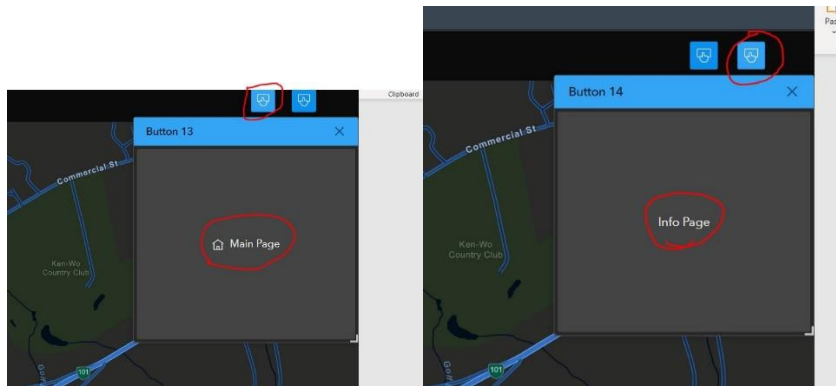 Clipboard
Button 13
Commercial St
Main Page
Ken-Wo
Country Club
101
Pas
Button 14
Commercial St
Info Page
Ken-Wo
Country Club
101